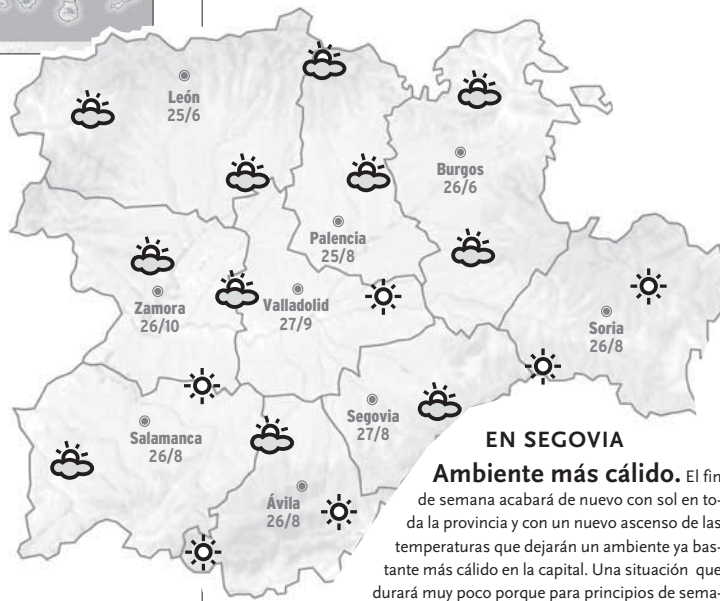 León
25/6
Burgos
26/6
Palencia
25/8
Zamora
26/10
Valladolid
27/9
Soria
26/8
Segovia
27/8
Salamanca
26/8
Ávila
26/8
EN SEGOVIA
Ambiente más cálido. El fin
de semana acabará de nuevo con sol en to-
da la provincia y con un nuevo ascenso de las
temperaturas que dejarán un ambiente ya bas-
tante más cálido en la capital. Una situación que
durará muy poco porque para principios de sema-